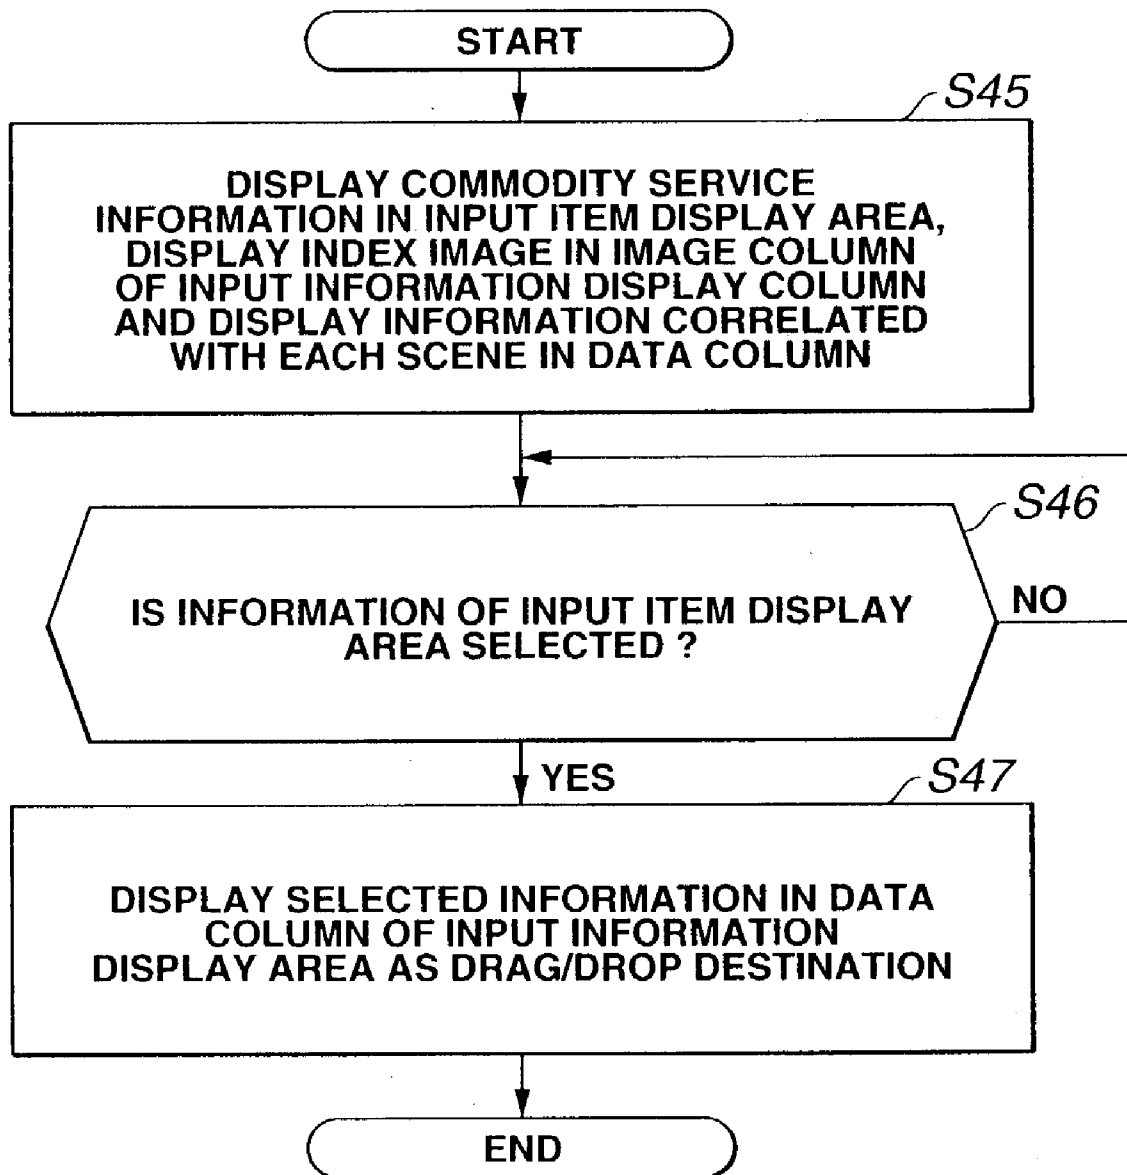 START
S45
DISPLAY COMMODITY SERVICE
INFORMATION IN INPUT ITEM DISPLAY AREA,
DISPLAY INDEX IMAGE IN IMAGE COLUMN
OF INPUT INFORMATION DISPLAY COLUMN
AND DISPLAY INFORMATION CORRELATED
WITH EACH SCENE IN DATA COLUMN
S46
IS INFORMATION OF INPUT ITEM DISPLAY
AREA SELECTED ?
NO
YES
S47
DISPLAY SELECTED INFORMATION IN DATA
COLUMN OF INPUT INFORMATION
DISPLAY AREA AS DRAG/DROP DESTINATION
END